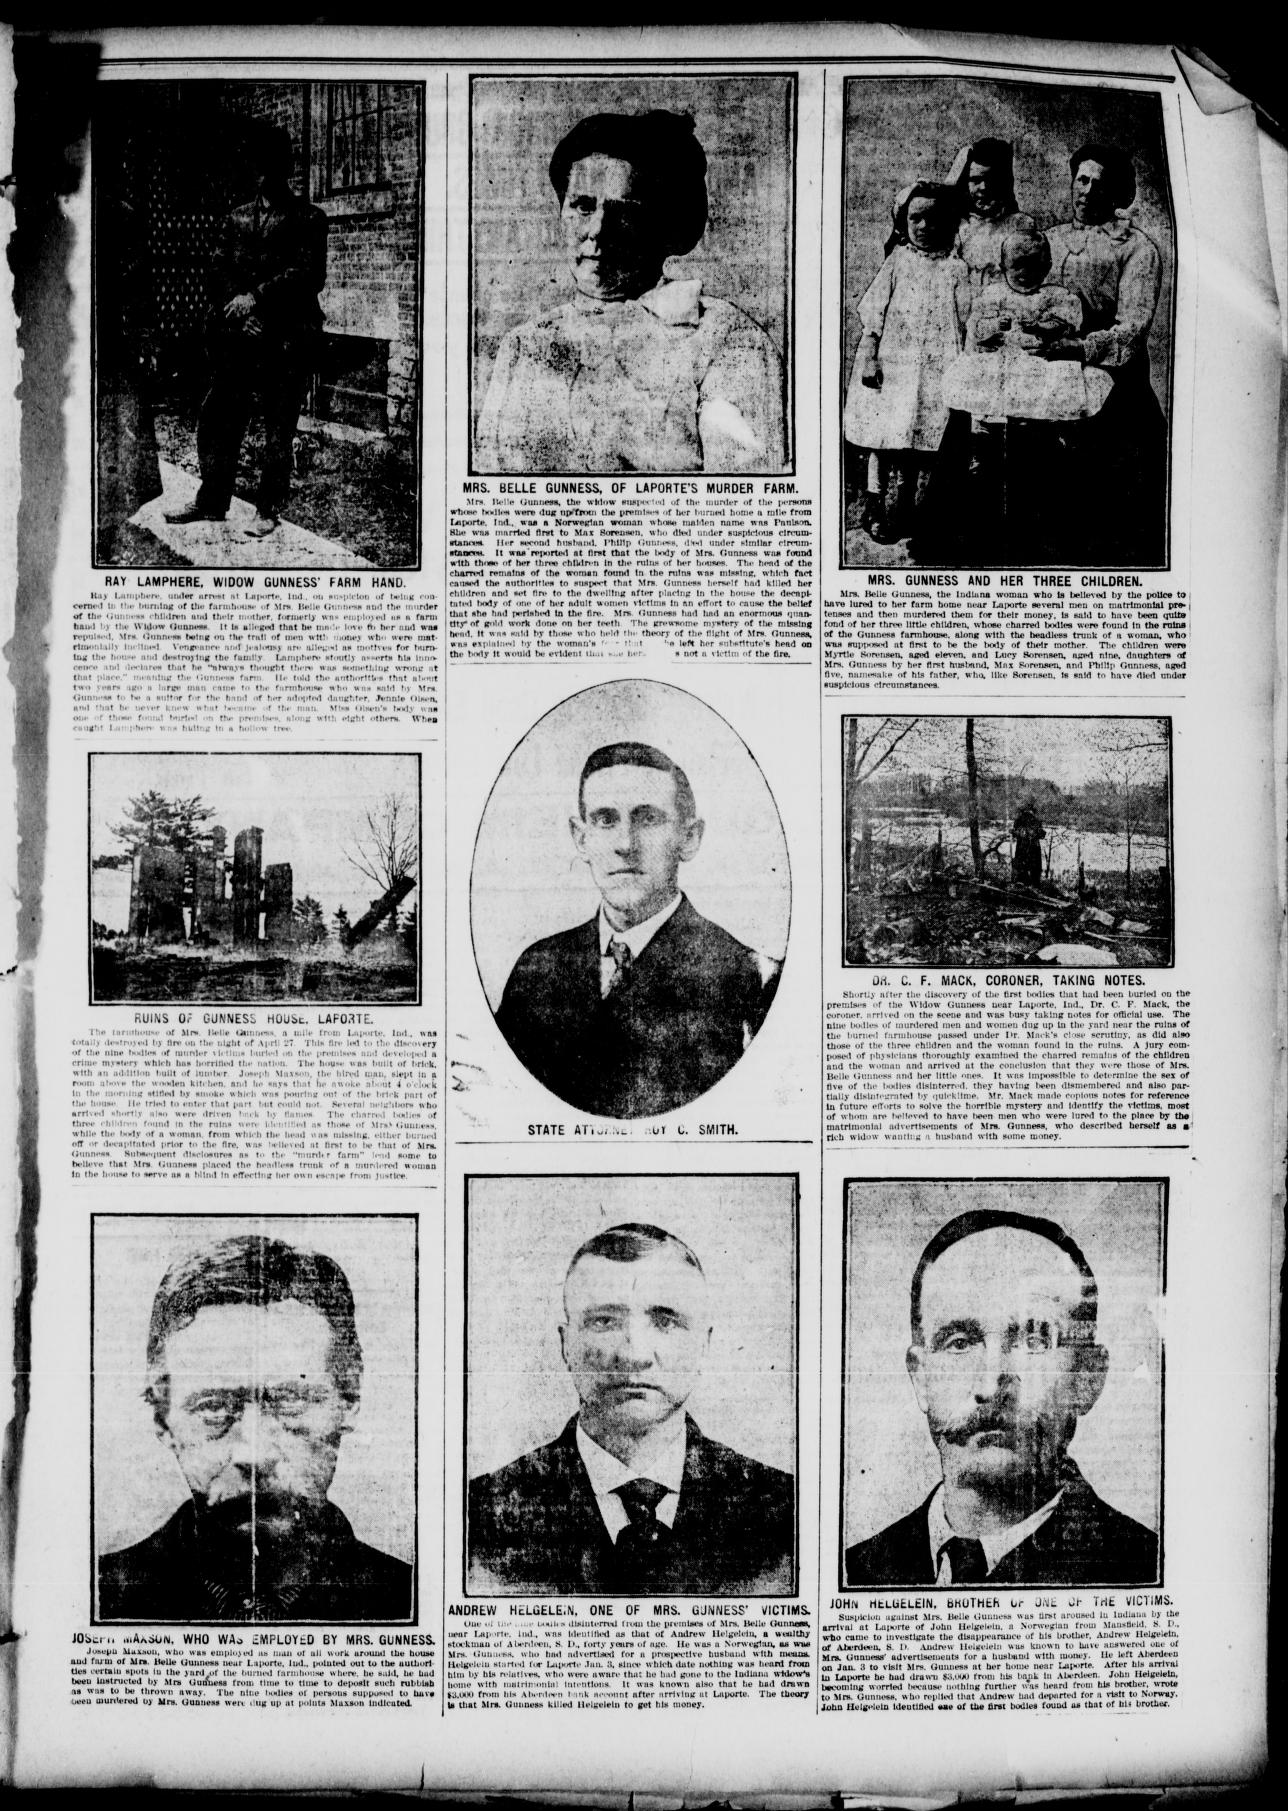 RAY LAMPHERE, WIDOW GUNNESS' FARM HAND.
Ray Lamphere, under arrest at Laporte, Ind., on suspicion of being con-
cerned in the burning of the farmhouse of Mrs. Belle Gunness and the murder
of the Gunness children and their mother, formerly was employed as a farm
hand by the Widow Gunness. It is alleged that he made love to her and was
repulsed, Mrs. Gunness being on the trail of men with money who were mat-
rimonially inclined. Vengeance and jealousy are alleged as motives for burn-
ing the house and destroying the family. Lamphere stoutly asserts his inno-
cence and declares that he "always thought there was something wrong at
that place," meaning the Gunness farm. He told the authorities that about
two years ago a large man came to the farmhouse who was said by Mrs.
Gunness to be a suitor for the hand of her adopted daughter, Jennie Olsen,
and that he never knew what became of the man. Miss Olsen's body was
one of those found buried on the premises, along with eight others. When
caught Lamphere was hiding in a hollow tree.
RUINS OF GUNNESS HOUSE, LAPORTE.
The farmhouse of Mrs. Belle Gunness, a mile from Laporte, Ind., was
totally destroyed by fire on the night of April 27. This fire led to the discovery
of the nine bodies of murder victims buried on the premises and developed a
crime mystery which has horrified the nation. The house was built of brick,
with an addition built of lumber. Joseph Maxson, the hired man, slept in a
room above the wooden kitchen, and he says that he awoke about 4 o'clock
in the morning stifled by smoke which was pouring out of the brick part of
the house. He tried to enter that part but could not. Several neighbors who
arrived shortly also were driven back by flames. The charred bodies of
three children found in the ruins were identified as those of Mrs. Gunness,
while the body of a woman, from which the head was missing, either burned
off or decapitated prior to the fire, was believed at first to be that of Mrs.
Gunness. Subsequent disclosures as to the "murder farm" lead some to
believe that Mrs. Gunness placed the headless trunk of a murdered woman
in the house to serve as a blind in effecting her own escape from justice.
JOSEPH MAXSON, WHO WAS EMPLOYED BY MRS. GUNNESS.
Joseph Maxson, who was employed as man of all work around the house
and farm of Mrs. Belle Gunness near Laporte, Ind., pointed out to the authori-
ties certain spots in the yard of the burned farmhouse where, he said, he had
been instructed by Mrs Gunness from time to time to deposit such rubbish
as was to be thrown away. The nine bodies of persons supposed to have
been murdered by Mrs. Gunness were dug up at points Maxson indicated.
MRS. BELLE GUNNESS, OF LAPORTE'S MURDER FARM.
Mrs. Belle Gunness, the widow suspected of the murder of the persons
whose bodies were dug up from the premises of her burned home a mile from
Laporte, Ind., was a Norwegian woman whose maiden name was Paulson.
She was married first to Max Sorensen, who died under suspicious circum-
stances. Her second husband, Philip Gunness, died under similar circum-
stances. It was reported at first that the body of Mrs. Gunness was found
with those of her three children in the ruins of her houses. The head of the
charred remains of the woman found in the ruins was missing, which fact
caused the authorities to suspect that Mrs. Gunness herself had killed her
children and set fire to the dwelling after placing in the house the decapi-
tated body of one of her adult women victims in an effort to cause the belief
that she had perished in the fire. Mrs. Gunness had had an enormous quan-
tity of gold work done on her teeth. The grewsome mystery of the missing
head, it was said by those who held the theory of the flight of Mrs. Gunness,
was explained by the woman's that he left her substitute's head on
the body it would be evident that was s not a victim of the fire.
STATE ATTORNEY ROY C. SMITH.
ANDREW HELGELEIN, ONE OF MRS. GUNNESS' VICTIMS.
One of the nine bodies disinterred from the premises of Mrs. Belle Gunness,
near Laporte, Ind., was identified as that of Andrew Helgelein, a wealthy
stockman of Aberdeen, S. D., forty years of age. He was a Norwegian, as was
Mrs. Gunness, who had advertised for a prospective husband with means.
Helgelein started for Laporte Jan. 3, since which date nothing was heard from
him by his relatives, who were aware that he had gone to the Indiana widow's
home with matrimonial intentions. It was known also that he had drawn
$3,000 from his Aberdeen bank account after arriving at Laporte. The theory
is that Mrs. Gunness killed Helgelein to get his money.
MRS. GUNNESS AND HER THREE CHILDREN.
Mrs. Belle Gunness, the Indiana woman who is believed by the police to
have lured to her farm home near Laporte several men on matrimonial pre-
tenses and then murdered them for their money, is said to have been quite
fond of her three little children, whose charred bodies were found in the ruins
of the Gunness farmhouse, along with the headless trunk of a woman, who
was supposed at first to be the body of their mother. The children were
Myrtle Sorensen, aged eleven, and Lucy Sorensen, aged nine, daughters of
Mrs. Gunness by her first husband, Max Sorensen, and Philip Gunness, aged
five, namesake of his father, who, like Sorensen, is said to have died under
suspicious circumstances.
DR. C. F. MACK, CORONER, TAKING NOTES.
Shortly after the discovery of the first bodies that had been buried on the
premises of the Widow Gunness near Laporte, Ind., Dr. C. F. Mack, the
coroner, arrived on the scene and was busy taking notes for official use. The
nine bodies of murdered men and women dug up in the yard near the ruins of
the burned farmhouse passed under Dr. Mack's close scrutiny, as did also
those of the three children and the woman found in the ruins. A jury com-
posed of physicians thoroughly examined the charred remains of the children
and the woman and arrived at the conclusion that they were those of Mrs.
Belle Gunness and her little ones. It was impossible to determine the sex of
five of the bodies disinterred, they having been dismembered and also par-
tially disintegrated by quicklime. Mr. Mack made copious notes for reference
in future efforts to solve the horrible mystery and identify the victims, most
of whom are believed to have been men who were lured to the place by the
matrimonial advertisements of Mrs. Gunness, who described herself as a
rich widow wanting a husband with some money.
JOHN HELGELEIN, BROTHER OF ONE OF THE VICTIMS.
Suspicion against Mrs. Belle Gunness was first aroused in Indiana by the
arrival at Laporte of John Helgelein, a Norwegian from Mansfield, S. D.,
who came to investigate the disappearance of his brother, Andrew Helgelein,
of Aberdeen, S. D. Andrew Helgelein was known to have answered one of
Mrs. Gunness' advertisements for a husband with money. He left Aberdeen
on Jan. 3 to visit Mrs. Gunness at her home near Laporte. After his arrival
in Laporte he had drawn $3,000 from his bank in Aberdeen. John Helgelein,
becoming worried because nothing further was heard from his brother, wrote
to Mrs. Gunness, who replied that Andrew had departed for a visit to Norway.
John Helgelein identified one of the first bodies found as that of his brother.